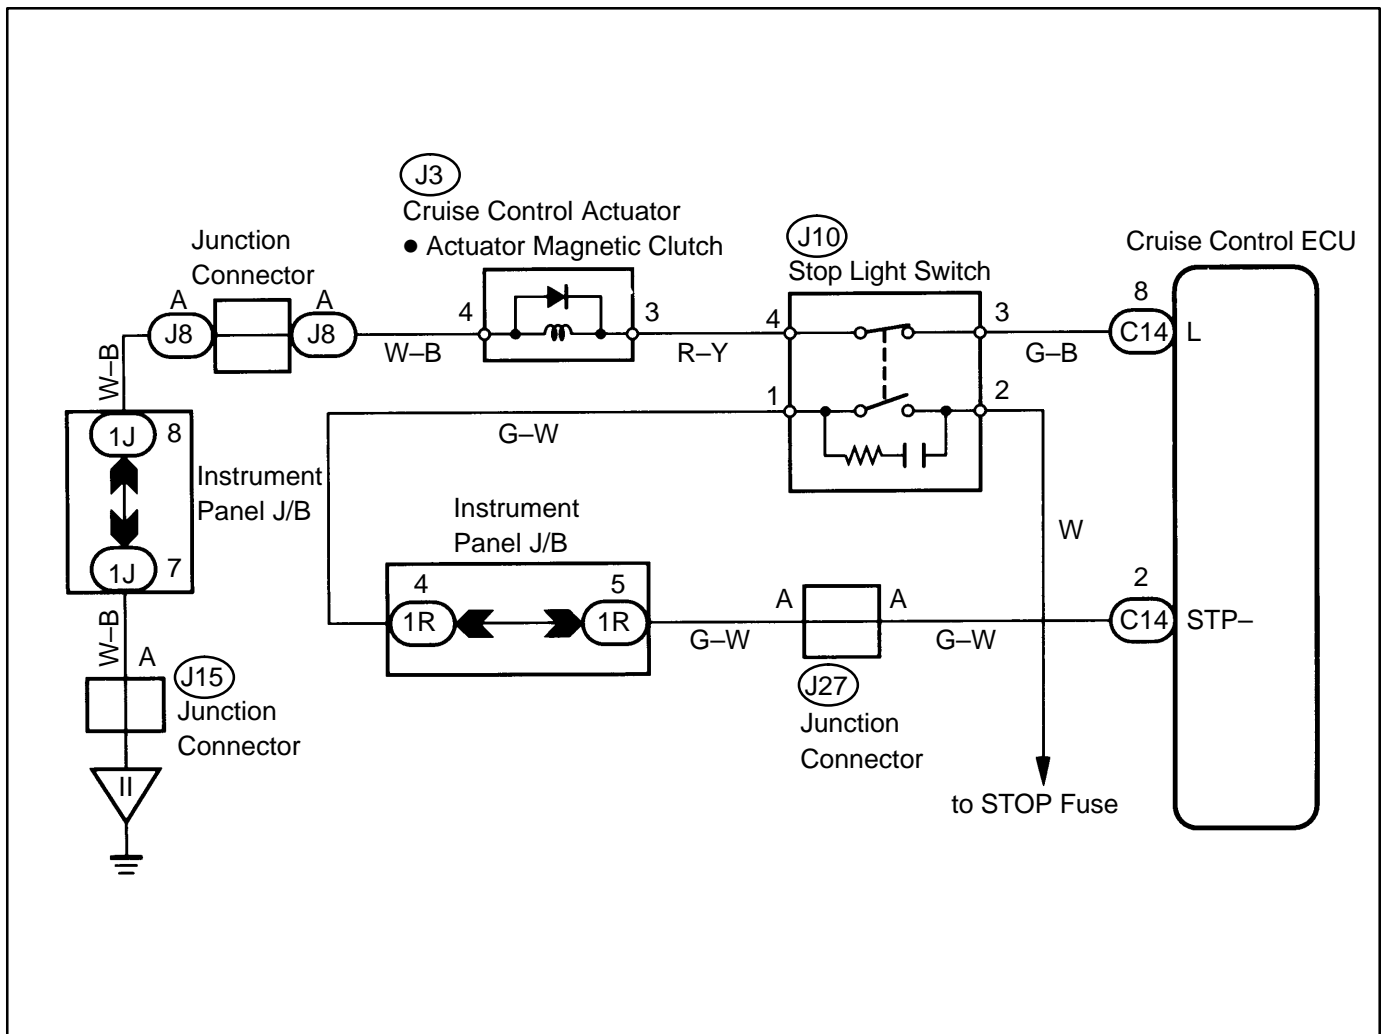 J3
Cruise Control Actuator
● Actuator Magnetic Clutch
J10
Stop Light Switch
Cruise Control ECU
Junction
Connector
A
A
J8
J8
W–B
4
3
R–Y
4
3
G–B
8
C14
L
W–B
1
2
G–W
1J
8
Instrument
Panel J/B
1J
7
Instrument
Panel J/B
W
4
5
1R
1R
G–W
A
A
G–W
2
C14
STP–
W–B
A
J15
Junction
Connector
J27
Junction
Connector
II
to STOP Fuse